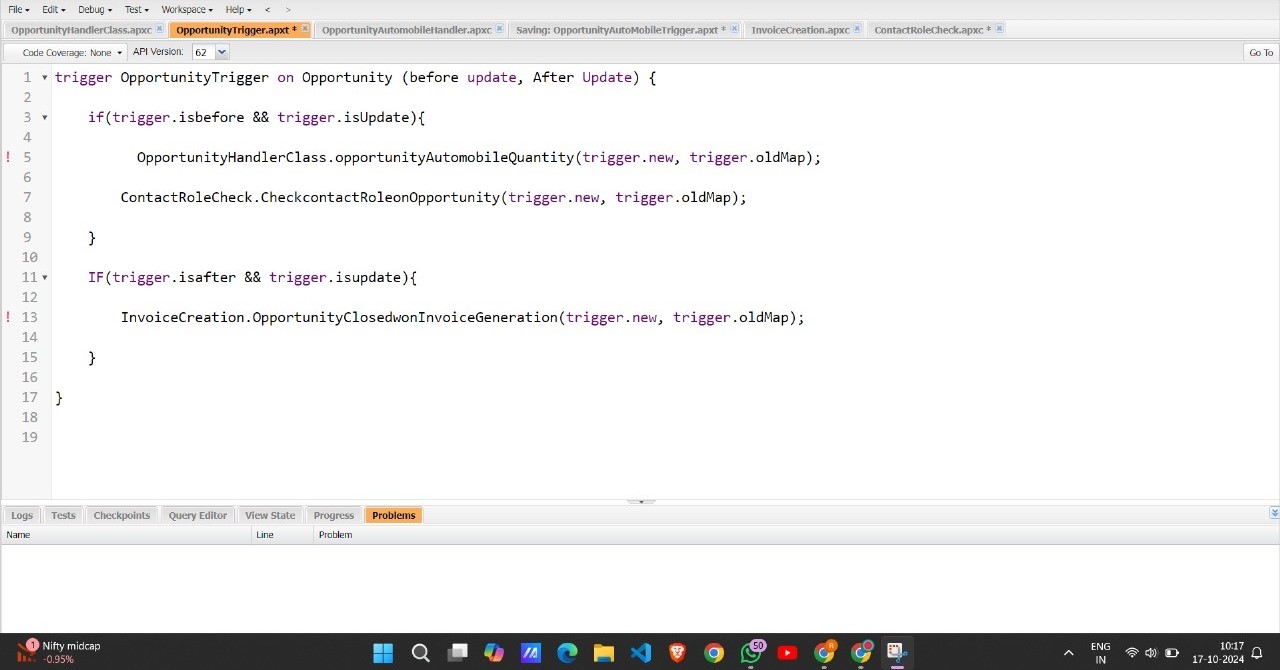 File Edit Debug Test Workspace Help < >
OpportunityHandlerClass.apxc OpportunityTrigger.apxt * OpportunityAutomobileHandler.apxc Saving: OpportunityAutoMobileTrigger.apxt * InvoiceCreation.apxc ContactRoleCheck.apxc *
Code Coverage: None API Version: 62 Go To
1 trigger OpportunityTrigger on Opportunity (before update, After Update) {
2
3 if(trigger.isbefore && trigger.isUpdate){
4
! 5 OpportunityHandlerClass.opportunityAutomobileQuantity(trigger.new, trigger.oldMap);
6
7 ContactRoleCheck.CheckcontactRoleonOpportunity(trigger.new, trigger.oldMap);
8
9 }
10
11 IF(trigger.isafter && trigger.isupdate){
12
! 13 InvoiceCreation.OpportunityClosedwonInvoiceGeneration(trigger.new, trigger.oldMap);
14
15 }
16
17 }
18
19
Logs Tests Checkpoints Query Editor View State Progress Problems
Name Line Problem
1 Nifty midcap
-0.95%
50
ENG
IN
10:17
17-10-2024